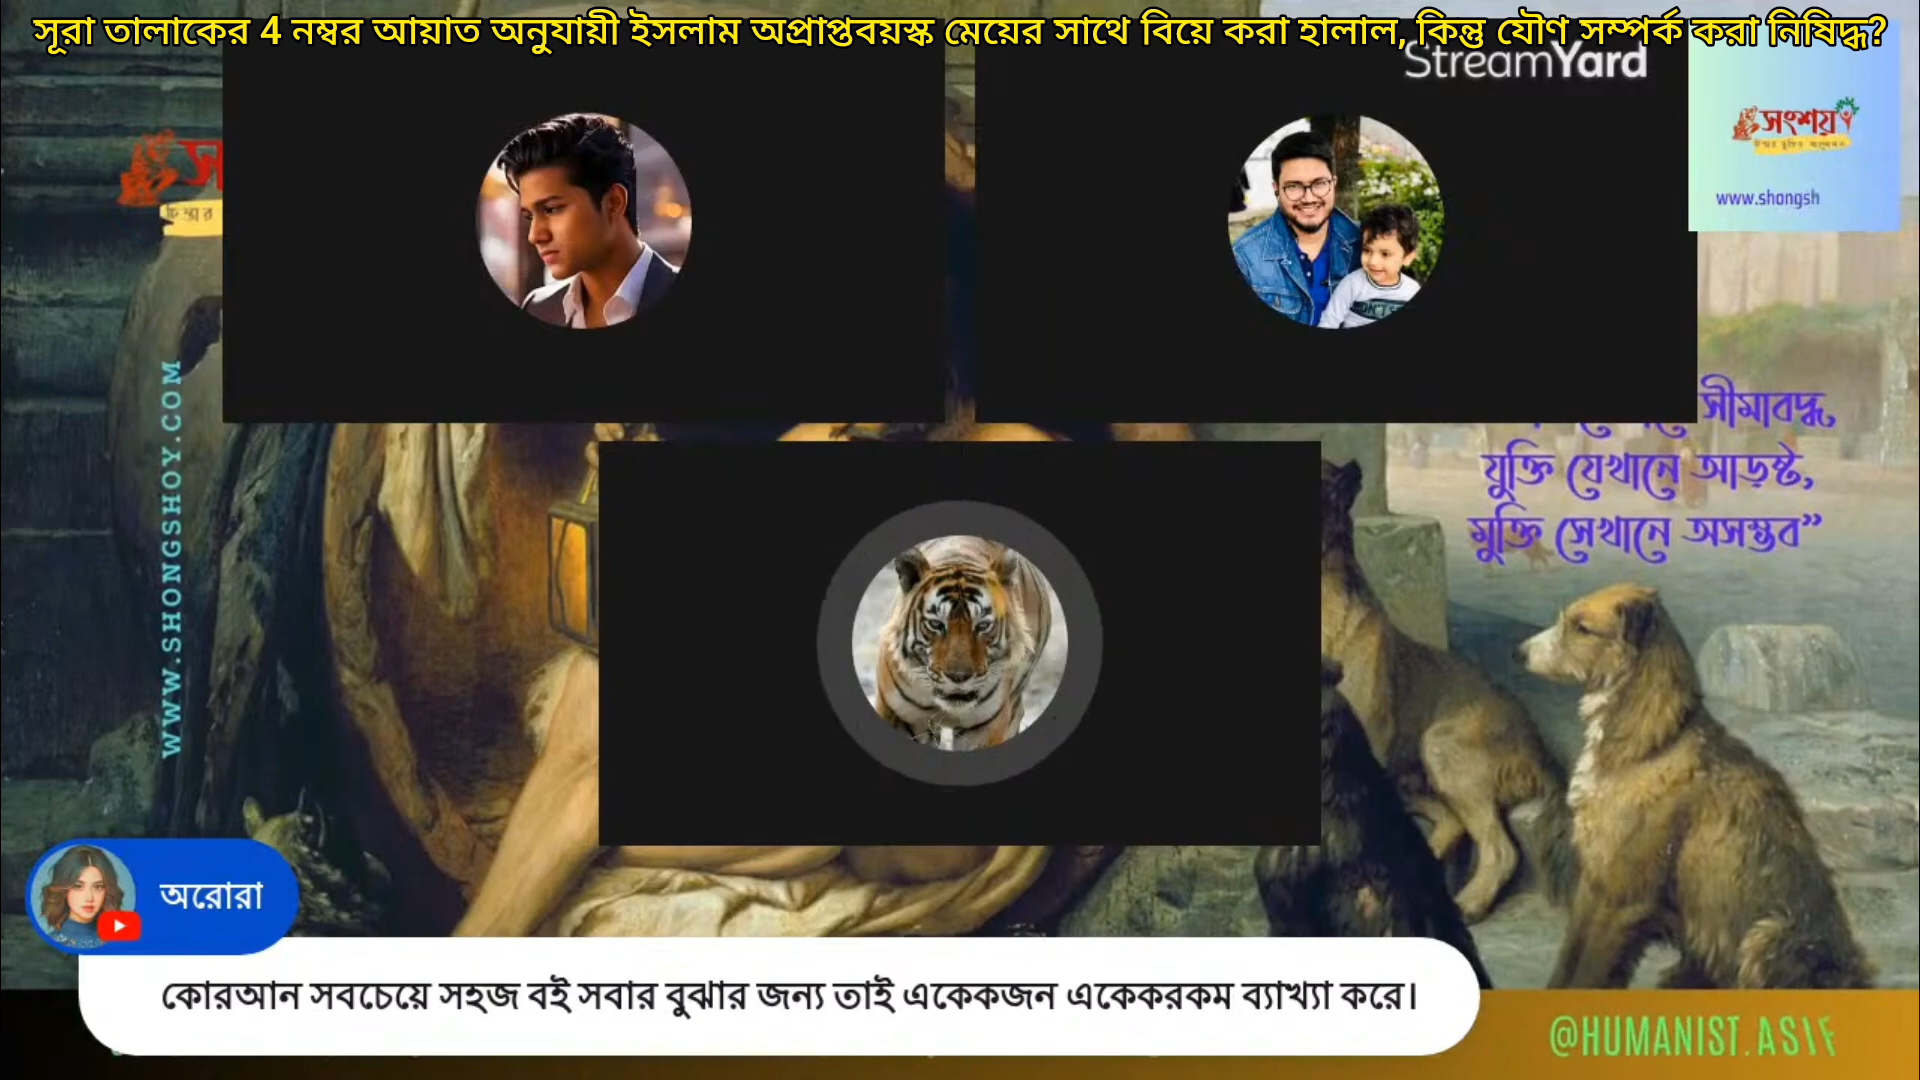 সূরা তালাকের 4 নম্বর আয়াত অনুযায়ী ইসলাম অপ্রাপ্তবয়স্ক মেয়ের সাথে বিয়ে করা হালাল, কিন্তু যৌণ সম্পর্ক করা নিষিদ্ধ?
StreamYard
সংশয়
www.shongsh
WWW.SHONGSHOY.COM
সীমাবদ্ধ,
যুক্তি যেখানে আড়ষ্ট,
মুক্তি সেখানে অসম্ভব”
অরোরা
কোরআন সবচেয়ে সহজ বই সবার বুঝার জন্য তাই একেকজন একেকরকম ব্যাখ্যা করে।
@HUMANIST.ASIF